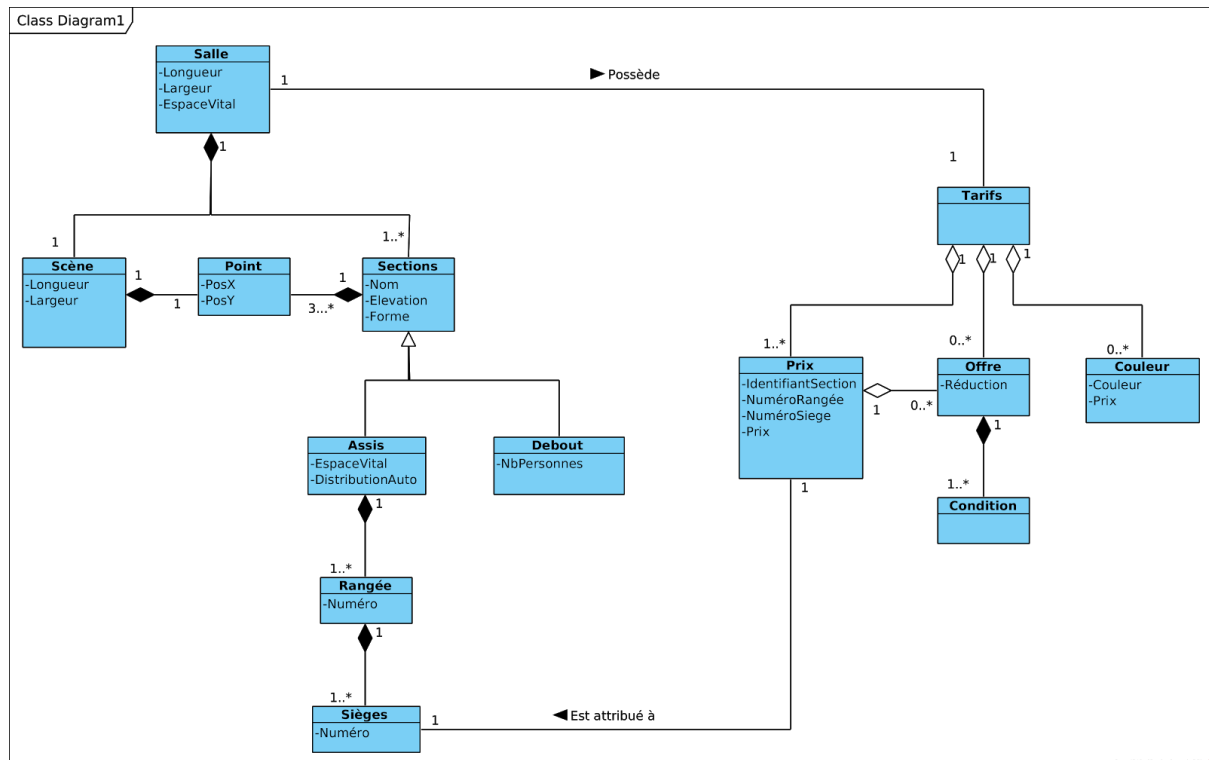 Class Diagram1
Salle
-Longueur
-Largeur
-EspaceVital
1
Possède
1
1
1
1..*
Tarifs
1
1
1
Scène
-Longueur
-Largeur
1
1
Point
-PosX
-PosY
1
3...*
Sections
-Nom
-Elevation
-Forme
1..*
0..*
0..*
Prix
-IdentifiantSection
-NuméroRangée
-NuméroSiege
-Prix
1
0..*
Offre
-Réduction
1
Couleur
-Couleur
-Prix
Assis
-EspaceVital
-DistributionAuto
1
Debout
-NbPersonnes
1
1..*
Condition
1..*
Rangée
-Numéro
1
1..*
Sièges
-Numéro
1
Est attribué à